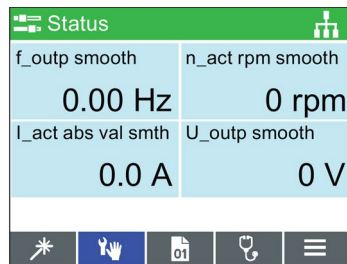 Status
f_outp smooth
n_act rpm smooth
0.00 Hz
0 rpm
I_act abs val smth
U_outp smooth
0.0 A
0 V
01